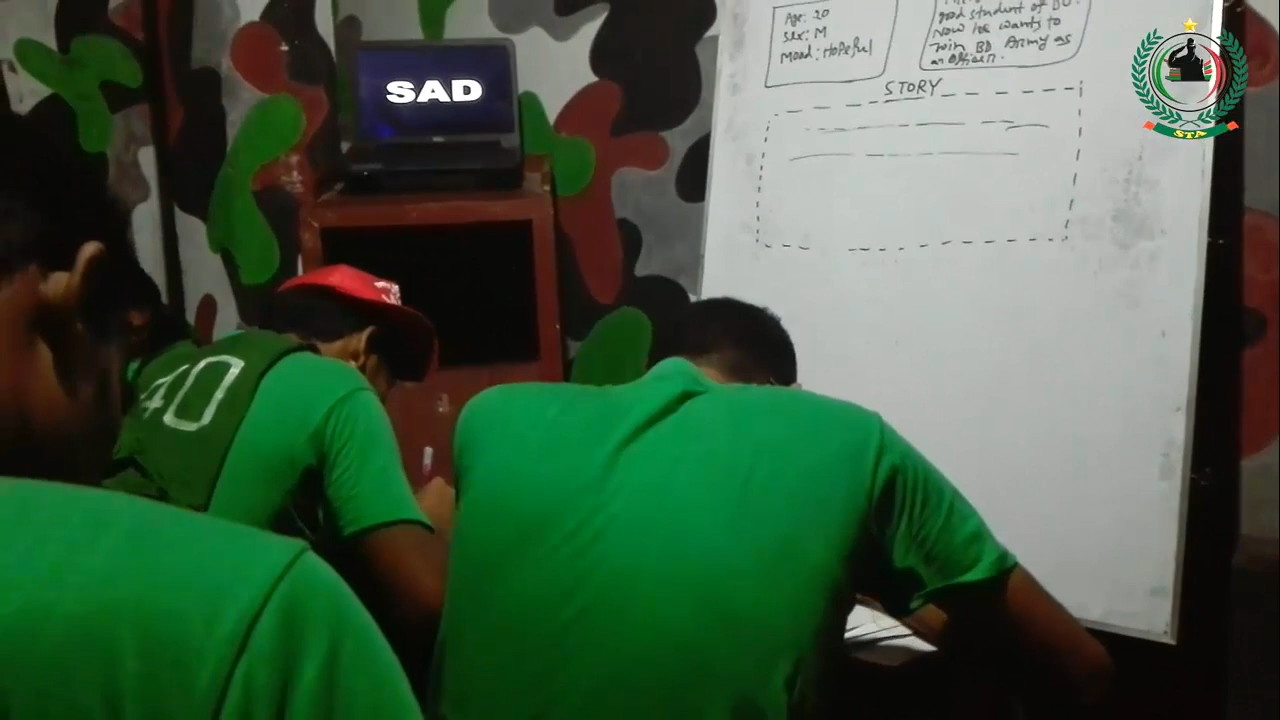 Age: 20
Sex: M
Mood: Hopeful
good student of DU.
Now he wants to
Join BD Army as
an officer.
STORY
SAD
40
STA